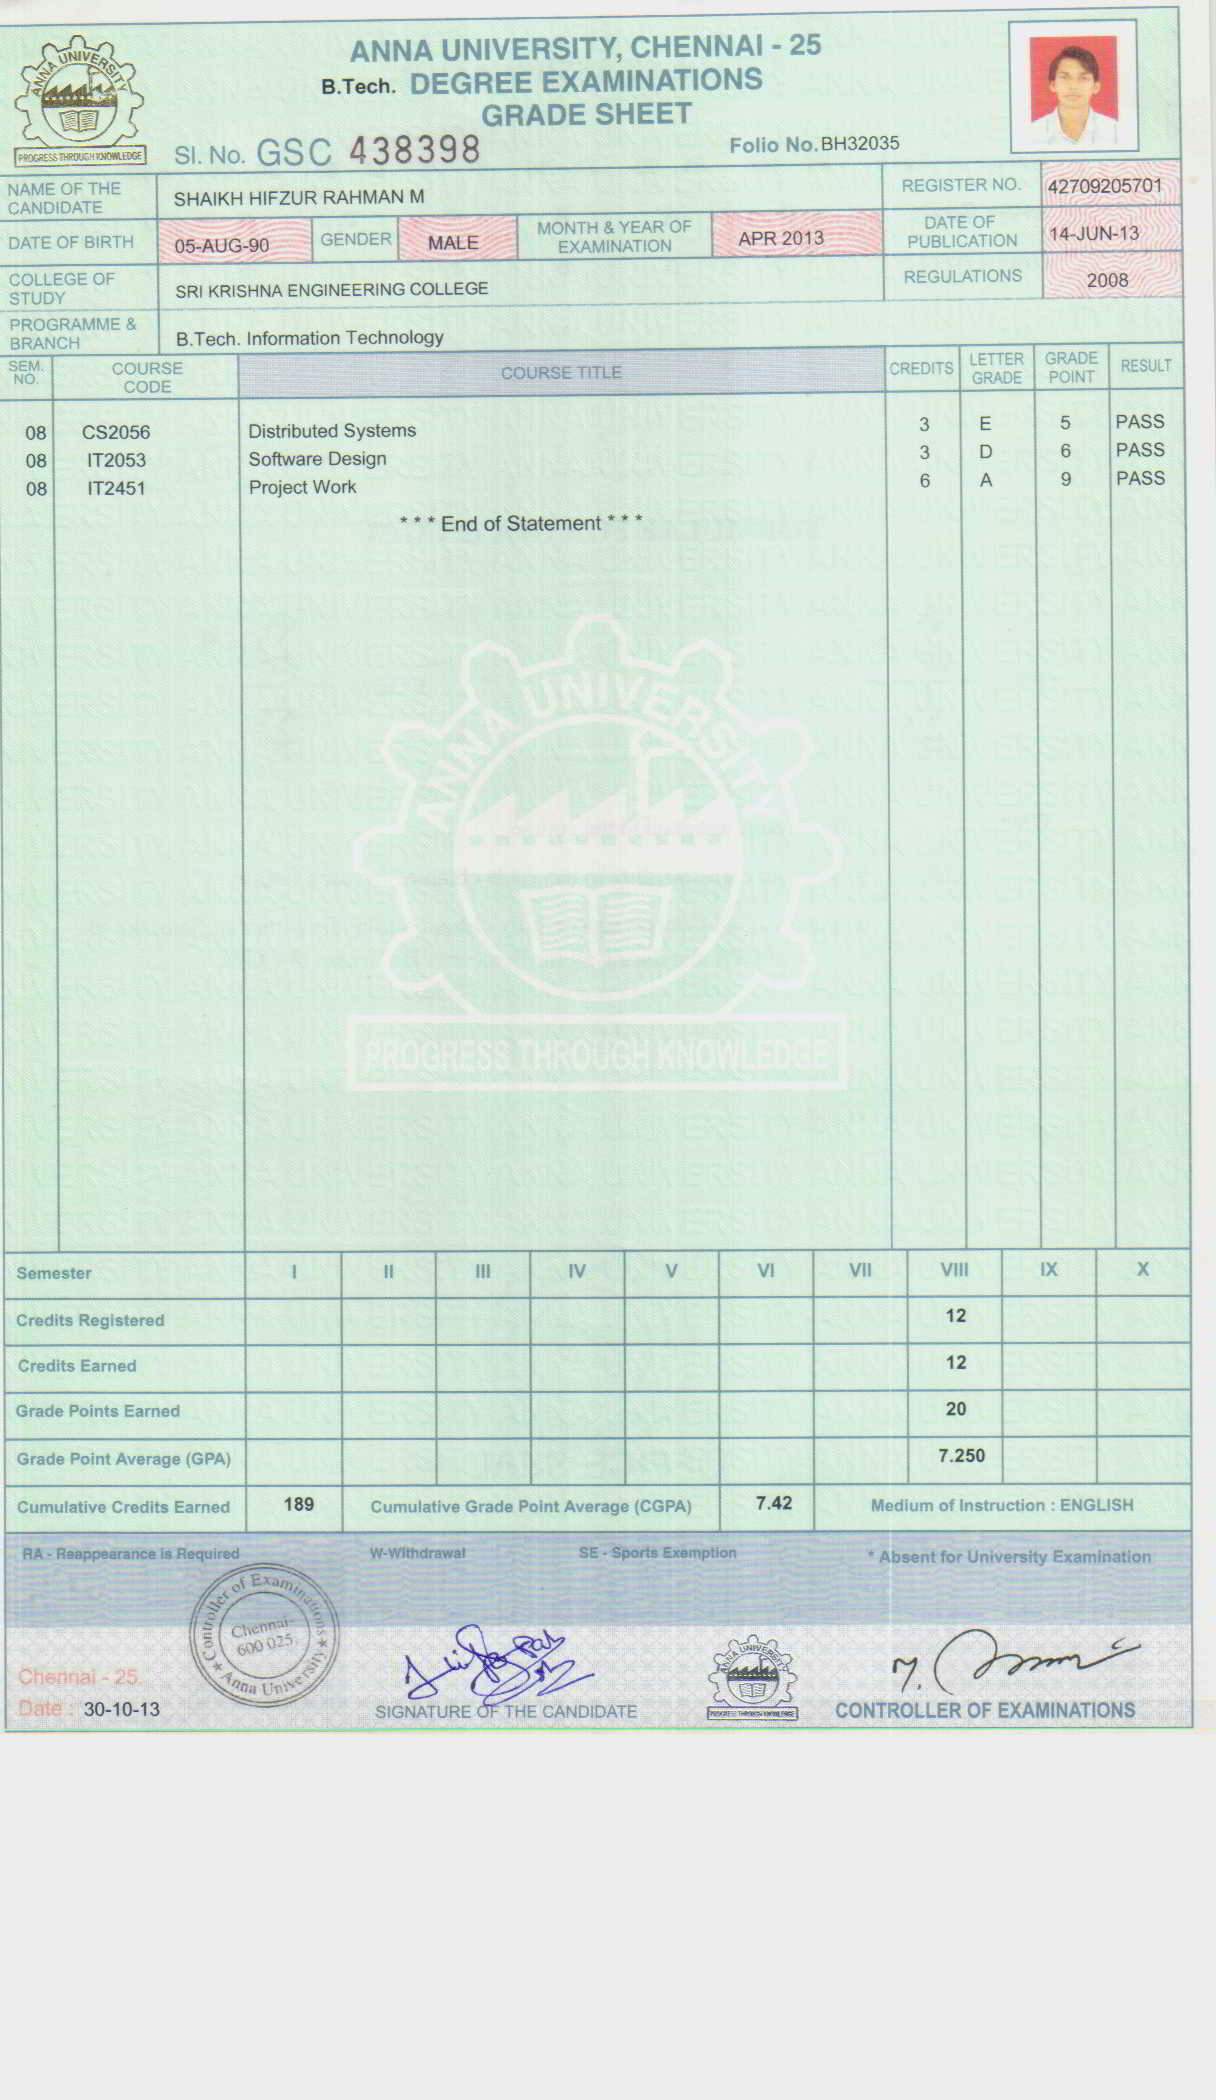 ANNA UNIVERSITY
PROGRESS THROUGH KNOWLEDGE
ANNA UNIVERSITY, CHENNAI - 25
B.Tech. DEGREE EXAMINATIONS
GRADE SHEET
Sl. No. GSC 438398
Folio No. BH32035
NAME OF THE CANDIDATE SHAIKH HIFZUR RAHMAN M REGISTER NO. 42709205701
DATE OF BIRTH 05-AUG-90 GENDER MALE MONTH & YEAR OF EXAMINATION APR 2013 DATE OF PUBLICATION 14-JUN-13
COLLEGE OF STUDY SRI KRISHNA ENGINEERING COLLEGE REGULATIONS 2008
PROGRAMME & BRANCH B.Tech. Information Technology
SEM. NO. COURSE CODE COURSE TITLE CREDITS LETTER GRADE GRADE POINT RESULT
08 CS2056 Distributed Systems 3 E 5 PASS
08 IT2053 Software Design 3 D 6 PASS
08 IT2451 Project Work 6 A 9 PASS
* * * End of Statement * * *
ANNA UNIVERSITY
PROGRESS THROUGH KNOWLEDGE
Semester I II III IV V VI VII VIII IX X
Credits Registered 12
Credits Earned 12
Grade Points Earned 20
Grade Point Average (GPA) 7.250
Cumulative Credits Earned 189 Cumulative Grade Point Average (CGPA) 7.42 Medium of Instruction : ENGLISH
RA - Reappearance is Required W-Withdrawal SE - Sports Exemption * Absent for University Examination
Controller of Examinations
Chennai-
600 025.
Anna University
Chennai - 25.
Date : 30-10-13
SIGNATURE OF THE CANDIDATE
ANNA UNIVERSITY
PROGRESS THROUGH KNOWLEDGE
CONTROLLER OF EXAMINATIONS